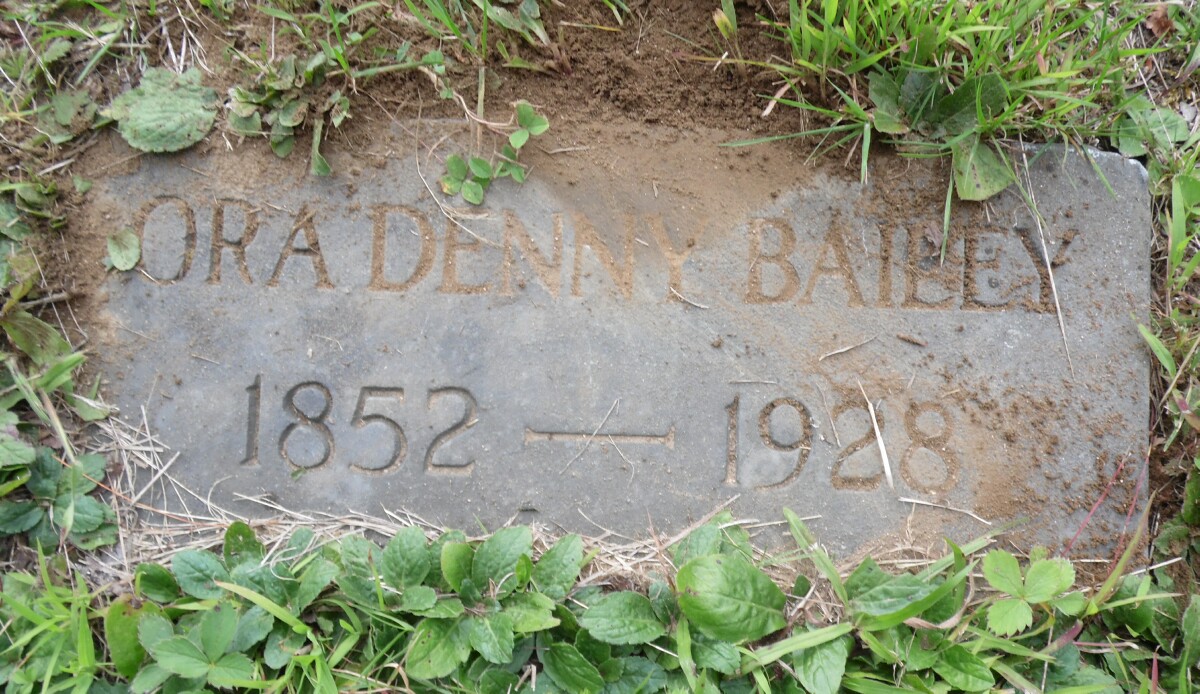 ORA DENNY BAILEY
1852 — 1928